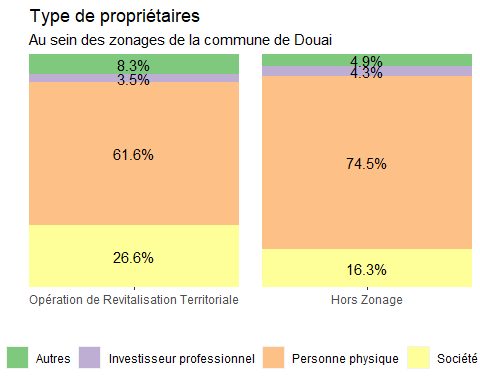 Type de propriétaires
Au sein des zonages de la commune de Douai
8.3%
3.5%
61.6%
26.6%
4.9%
4.3%
74.5%
16.3%
Opération de Revitalisation Territoriale
Hors Zonage
Autres
Investisseur professionnel
Personne physique
Société